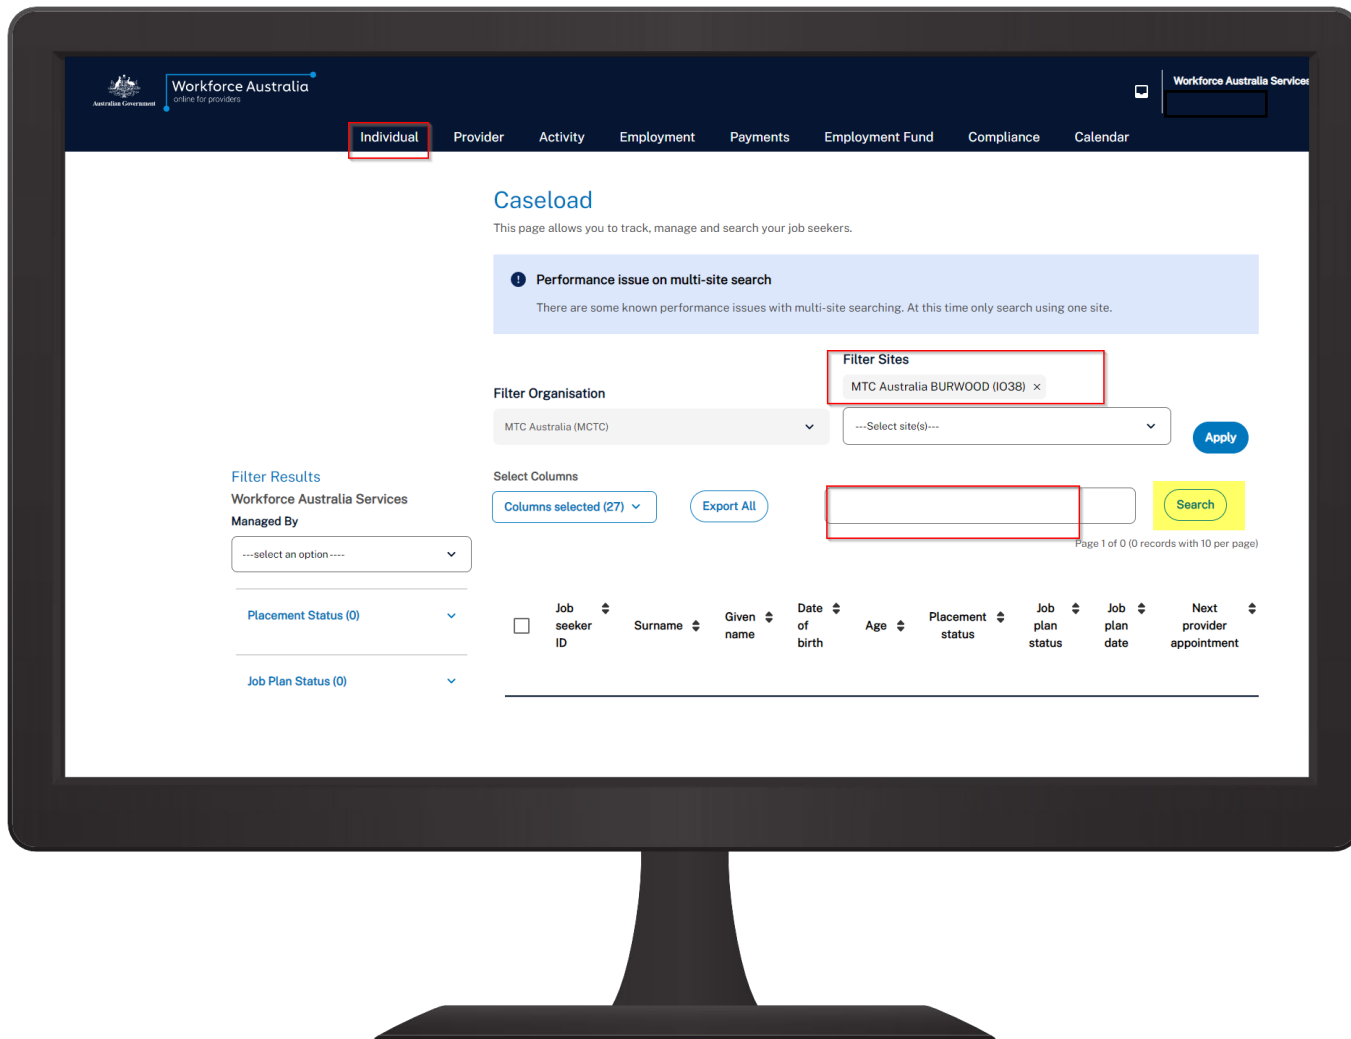 Australian Government
Workforce Australia
online for providers
Workforce Australia Services
Individual Provider Activity Employment Payments Employment Fund Compliance Calendar
Caseload
This page allows you to track, manage and search your job seekers.
Performance issue on multi-site search
There are some known performance issues with multi-site searching. At this time only search using one site.
Filter Sites
MTC Australia BURWOOD (IO38) ×
Filter Organisation
MTC Australia (MCTC)
---Select site(s)---
Apply
Filter Results
Workforce Australia Services
Managed By
---select an option----
Placement Status (0)
Job Plan Status (0)
Select Columns
Columns selected (27)
Export All
Search
Page 1 of 0 (0 records with 10 per page)
Job seeker ID
Surname
Given name
Date of birth
Age
Placement status
Job plan status
Job plan date
Next provider appointment